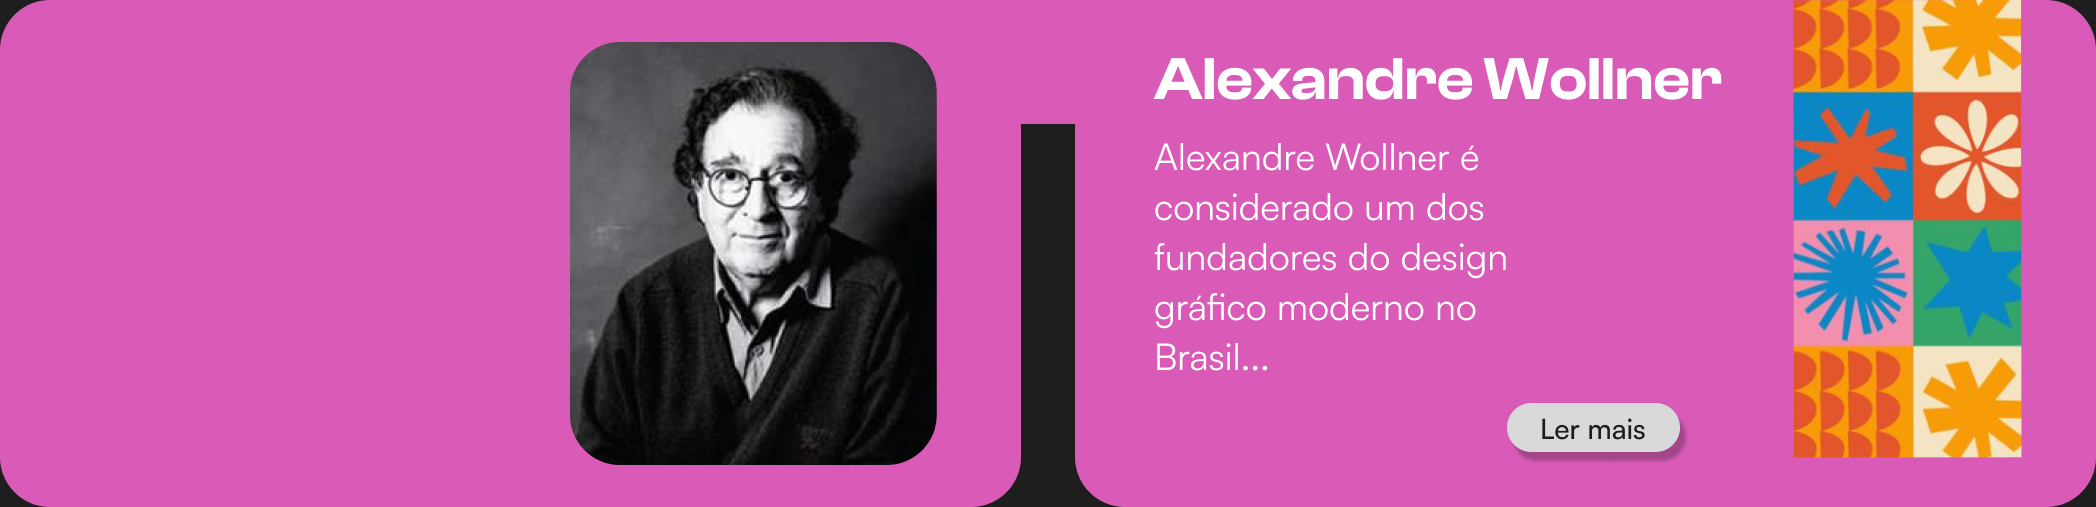 Alexandre Wollner
Alexandre Wollner é
considerado um dos
fundadores do design
gráfico moderno no
Brasil...
Ler mais